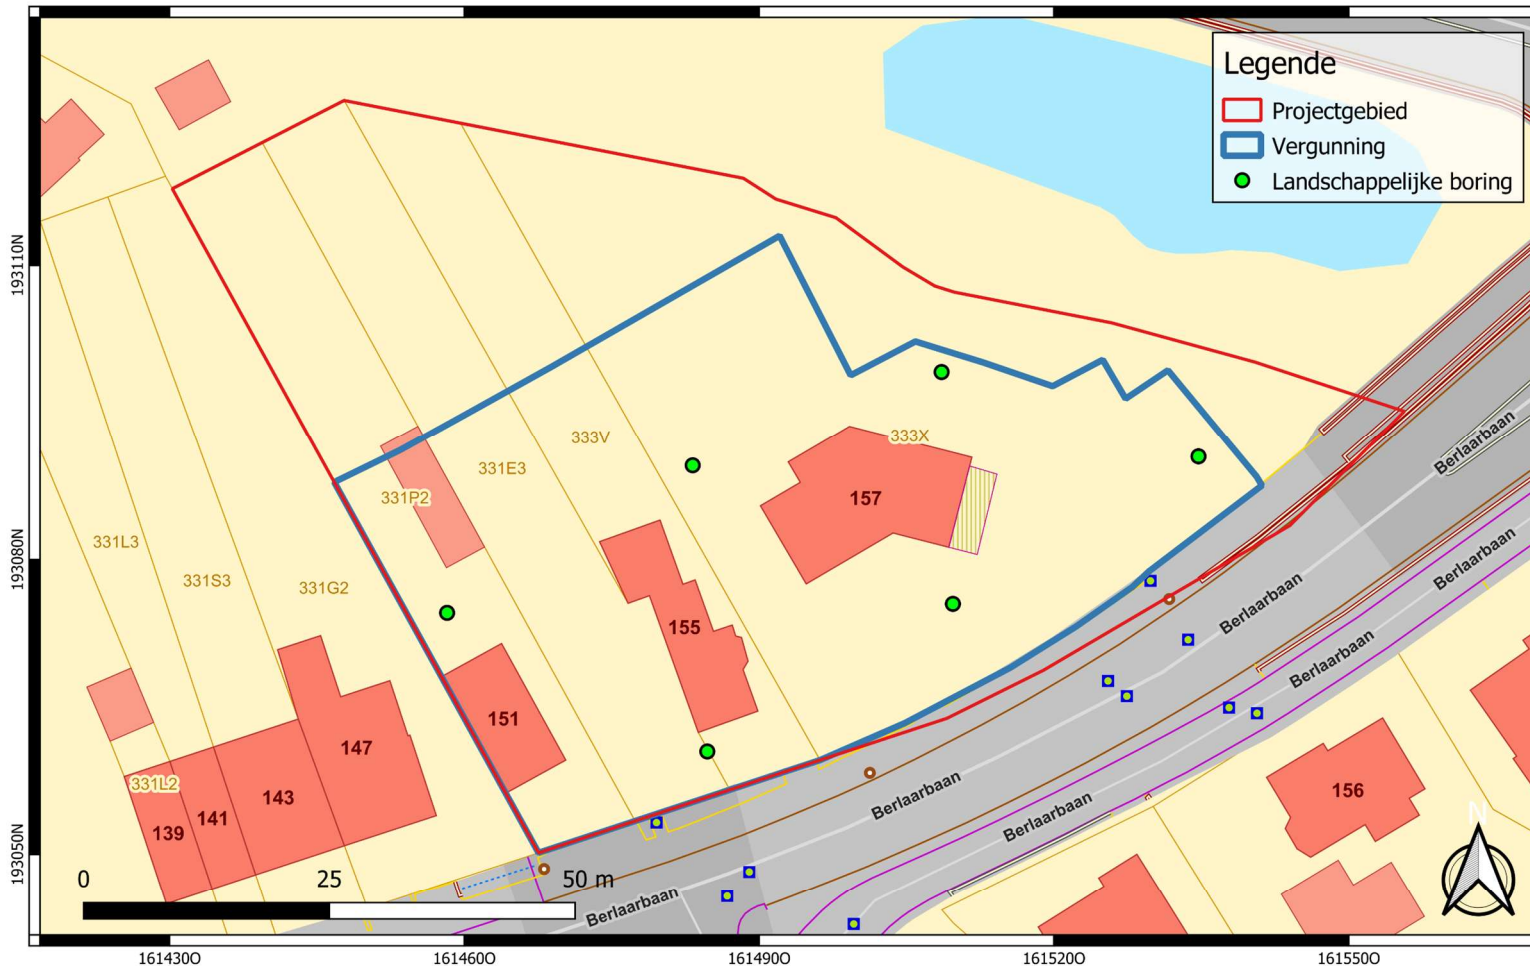 Legende
Projectgebied
Vergunning
Landschappelijke boring
193110N
193080N
193050N
333V
333X
331E3
331P2
157
331L3
331S3
331G2
155
151
147
331L2
143
141
139
156
Berlaarbaan
Berlaarbaan
Berlaarbaan
Berlaarbaan
Berlaarbaan
Berlaarbaan
Berlaarbaan
N
0 25 50 m
161430O 161460O 161490O 161520O 161550O